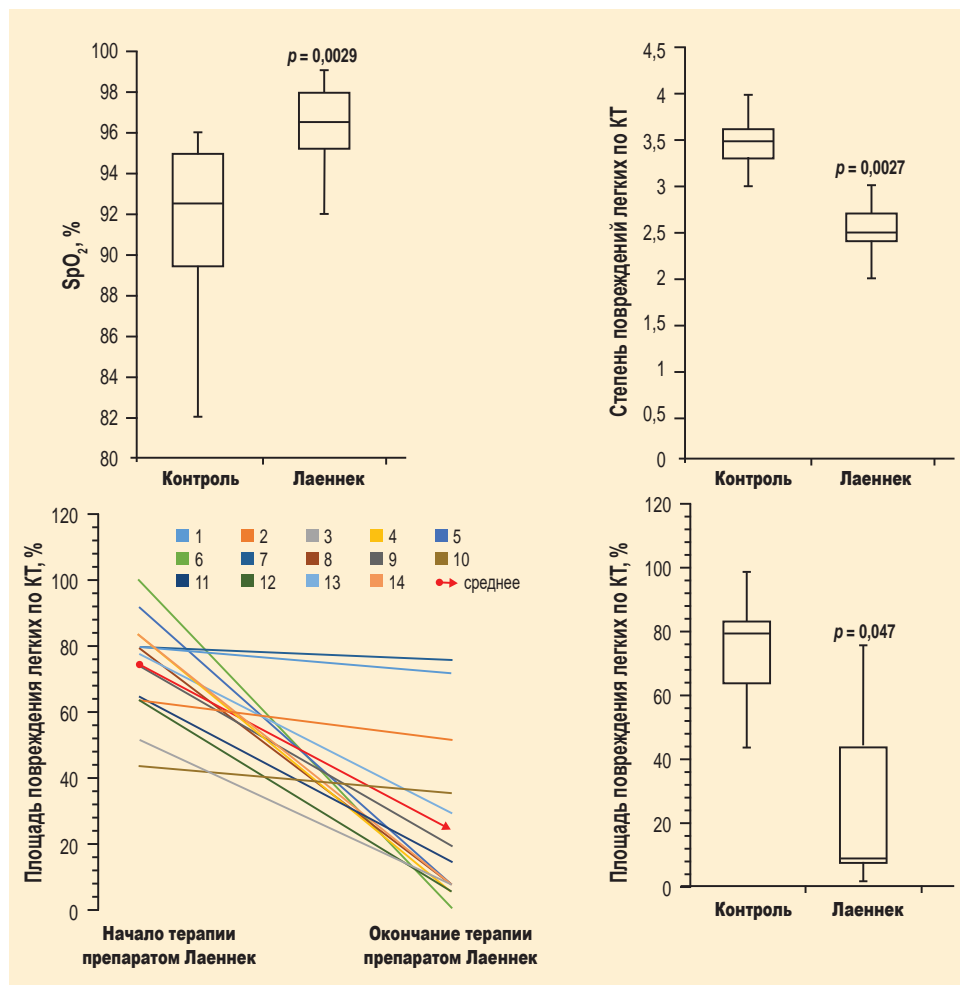 SpO2, %
100
98
96
94
92
90
88
86
84
82
80
p = 0,0029
Контроль
Лаеннек
Степень повреждений легких по КТ
4,5
4
3,5
3
2,5
2
1,5
1
0,5
0
p = 0,0027
Контроль
Лаеннек
Площадь повреждения легких по КТ, %
120
100
80
60
40
20
0
1 2 3 4 5
6 7 8 9 10
11 12 13 14 среднее
Начало терапии
препаратом Лаеннек
Окончание терапии
препаратом Лаеннек
Площадь повреждения легких по КТ, %
120
100
80
60
40
20
0
p = 0,047
Контроль
Лаеннек